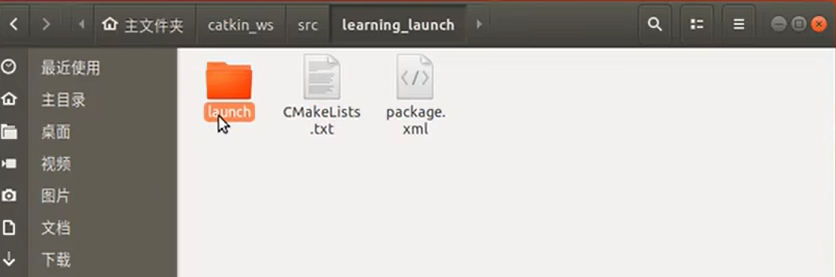 主文件夹 catkin_ws src learning_launch
最近使用
主目录
桌面
视频
图片
文档
下载
launch
CMakeLists
.txt
package.
xml